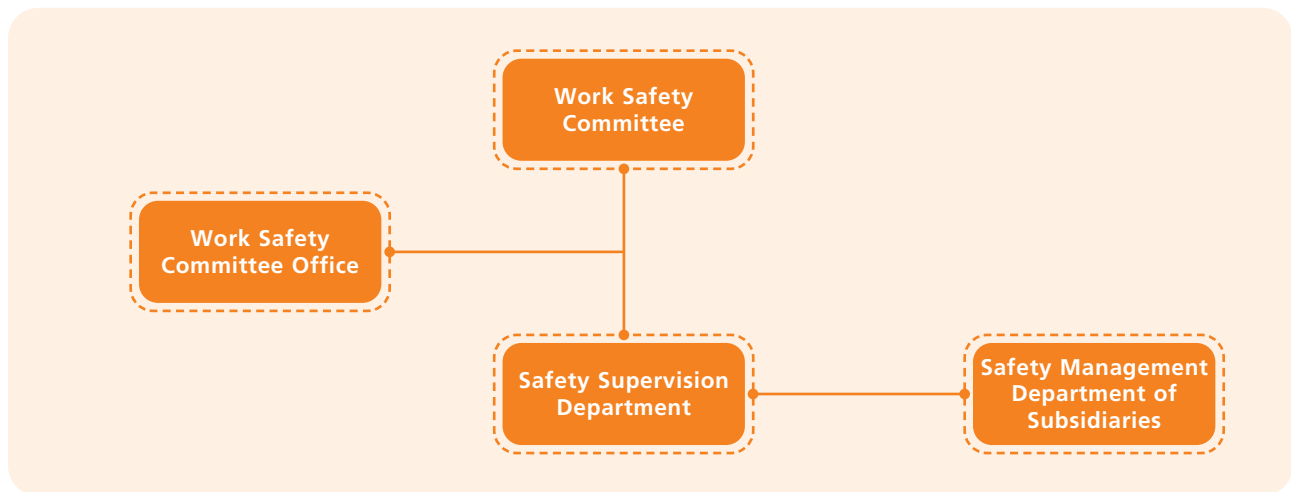 Work Safety
Committee
Work Safety
Committee Office
Safety Supervision
Department
Safety Management
Department of
Subsidiaries